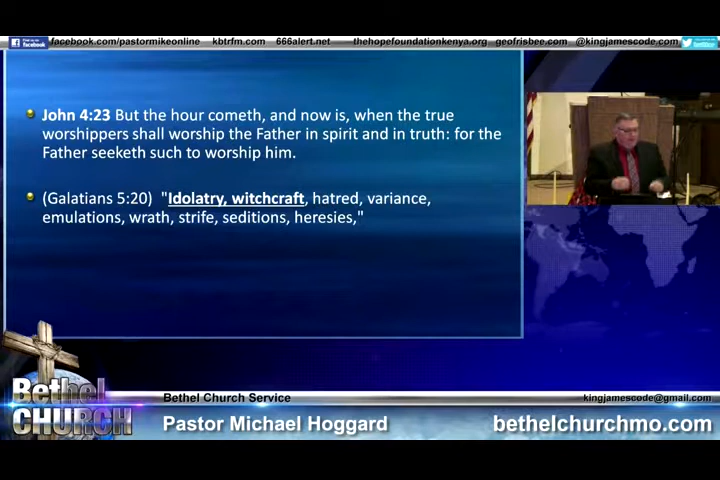 facebook.com/pastormikeonline kbtrfm.com 666alert.net thehopefoundationkenya.org geofrisbee.com @kingjamescode.com
John 4:23 But the hour cometh, and now is, when the true
worshippers shall worship the Father in spirit and in truth: for the
Father seeketh such to worship him.
(Galatians 5:20) "Idolatry, witchcraft, hatred, variance,
emulations, wrath, strife, seditions, heresies,"
Bethel
CHURCH
Bethel Church Service kingjamescode@gmail.com
Pastor Michael Hoggard bethelchurchmo.com